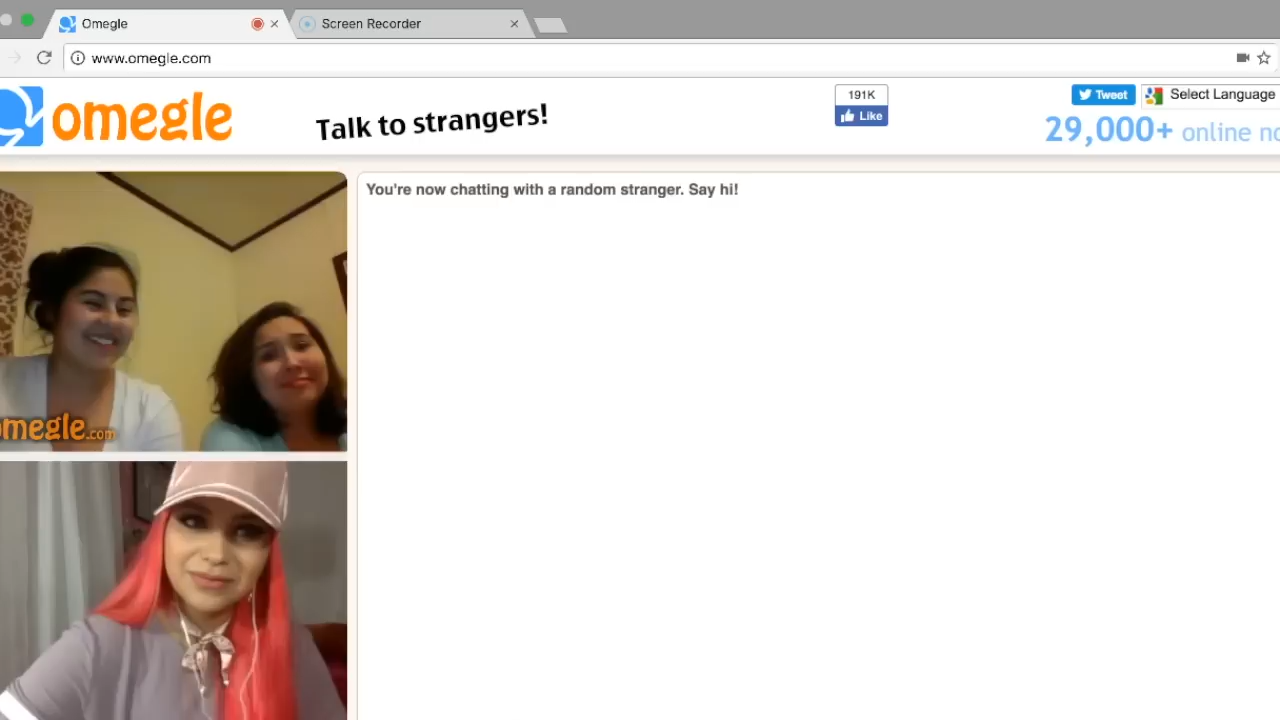 Omegle
Screen Recorder
www.omegle.com
omegle
Talk to strangers!
191K
Like
Tweet
Select Language
29,000+ online
You're now chatting with a random stranger. Say hi!
omegle.com